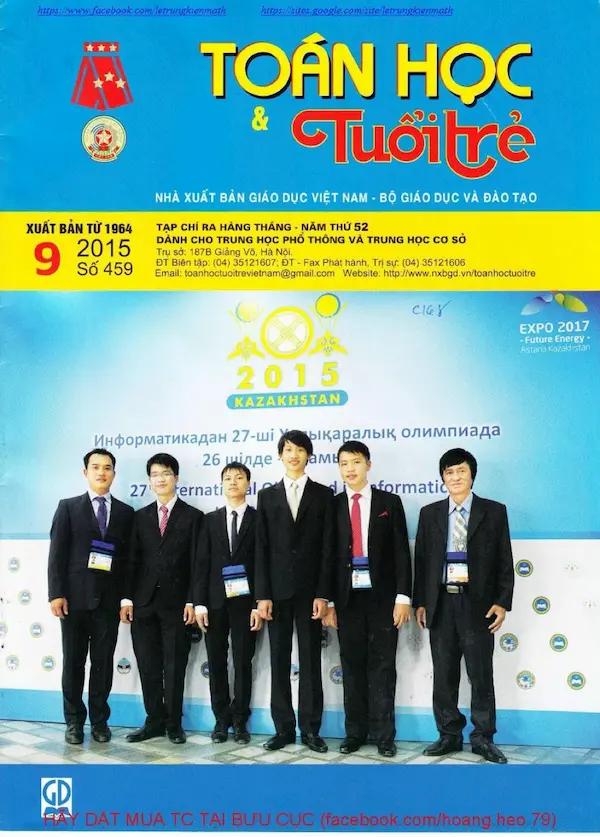 https://www.facebook.com/letrungkienmath
https://sites.google.com/site/letrungkienmath
TOÁN HỌC
& Tuổi trẻ
NHÀ XUẤT BẢN GIÁO DỤC VIỆT NAM - BỘ GIÁO DỤC VÀ ĐÀO TẠO
XUẤT BẢN TỪ 1964
9 2015
Số 459
TẠP CHÍ RA HÀNG THÁNG - NĂM THỨ 52
DÀNH CHO TRUNG HỌC PHỔ THÔNG VÀ TRUNG HỌC CƠ SỞ
Trụ sở: 187B Giảng Võ, Hà Nội.
ĐT Biên tập: (04) 35121607; ĐT - Fax Phát hành, Trị sự: (04) 35121606
Email: toanhoctuoitrevietnam@gmail.com Website: http://www.nxbgd.vn/toanhoctuoitre
C168
EXPO 2017
- Future Energy -
Astana Kazakhstan
2015
KAZAKHSTAN
Информатикадан 27-ші Халықаралық олимпиада
26 шілде -
27 International
GD
HÃY ĐẶT MUA TC TẠI BƯU CỤC (facebook.com/hoang.heo.79)